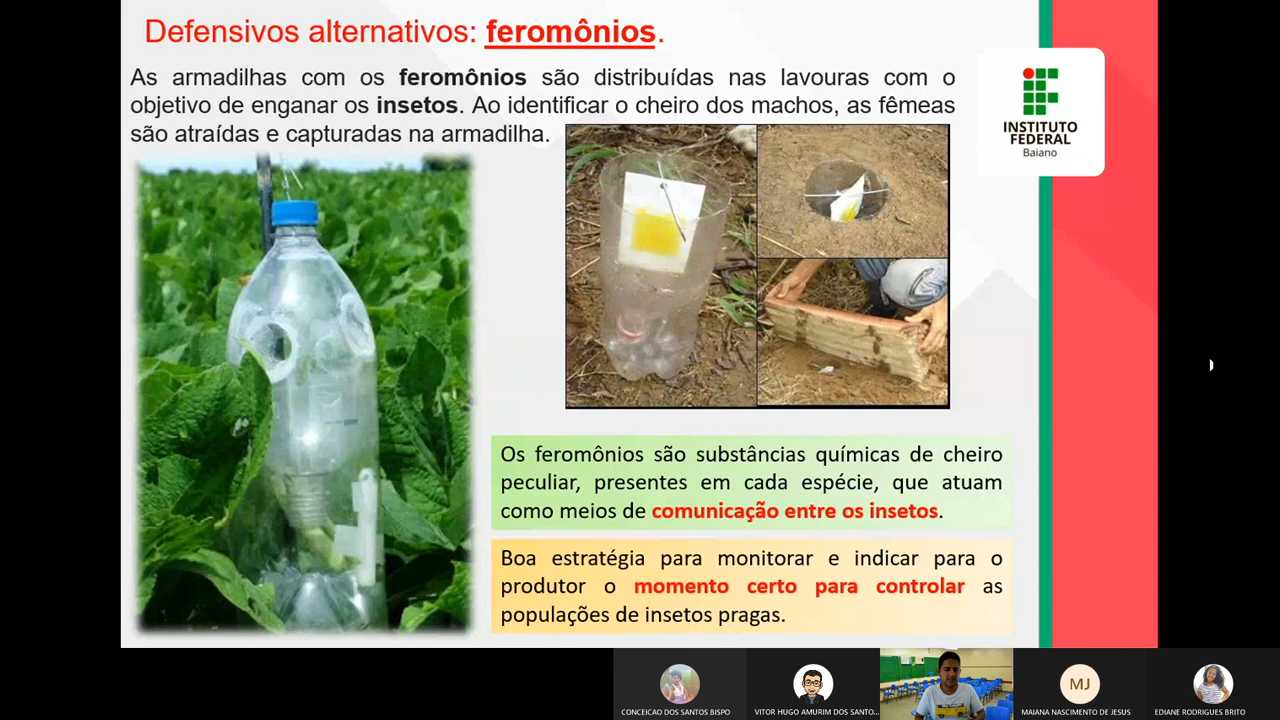 Defensivos alternativos: feromônios.
As armadilhas com os feromônios são distribuídas nas lavouras com o
objetivo de enganar os insetos. Ao identificar o cheiro dos machos, as fêmeas
são atraídas e capturadas na armadilha.
INSTITUTO
FEDERAL
Baiano
Os feromônios são substâncias químicas de cheiro
peculiar, presentes em cada espécie, que atuam
como meios de comunicação entre os insetos.
Boa estratégia para monitorar e indicar para o
produtor o momento certo para controlar as
populações de insetos pragas.
CONCEICAO DOS SANTOS BISPO
VITOR HUGO AMURIM DOS SANTO...
MJ
MAIANA NASCIMENTO DE JESUS
EDIANE RODRIGUES BRITO